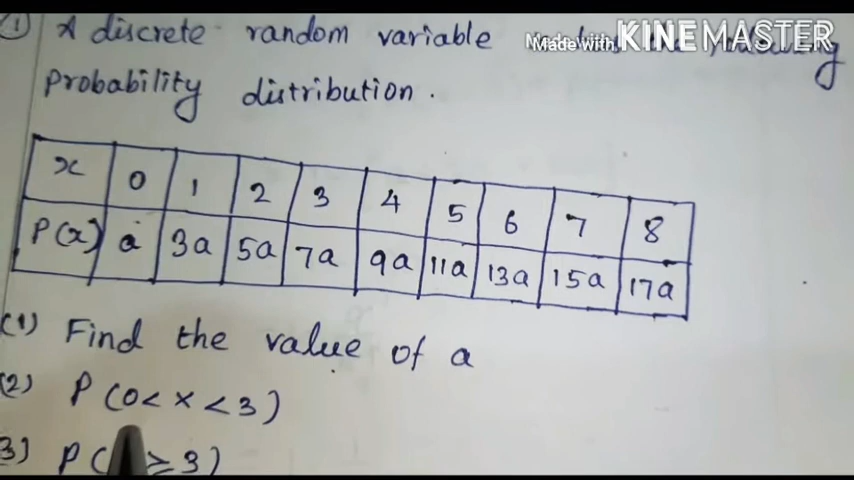 ① A discrete random variable
Made with KINEMASTER
Probability distribution.
x 0 1 2 3 4 5 6 7 8
P(x) a 3a 5a 7a 9a 11a 13a 15a 17a
(1) Find the value of a
(2) P(0< x <3)
3) P( ≥3)